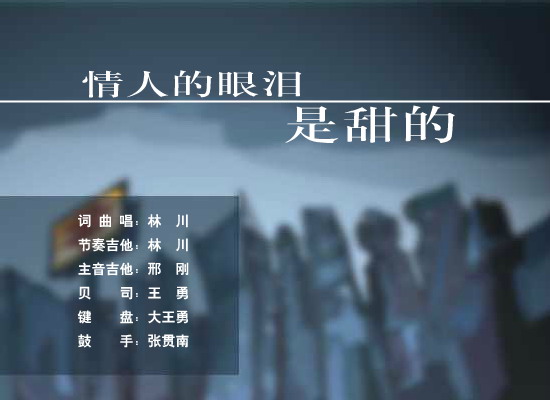 情人的眼泪
是甜的
词曲唱：林川
节奏吉他：林川
主音吉他：邢刚
贝司：王勇
键盘：大王勇
鼓手：张贯南